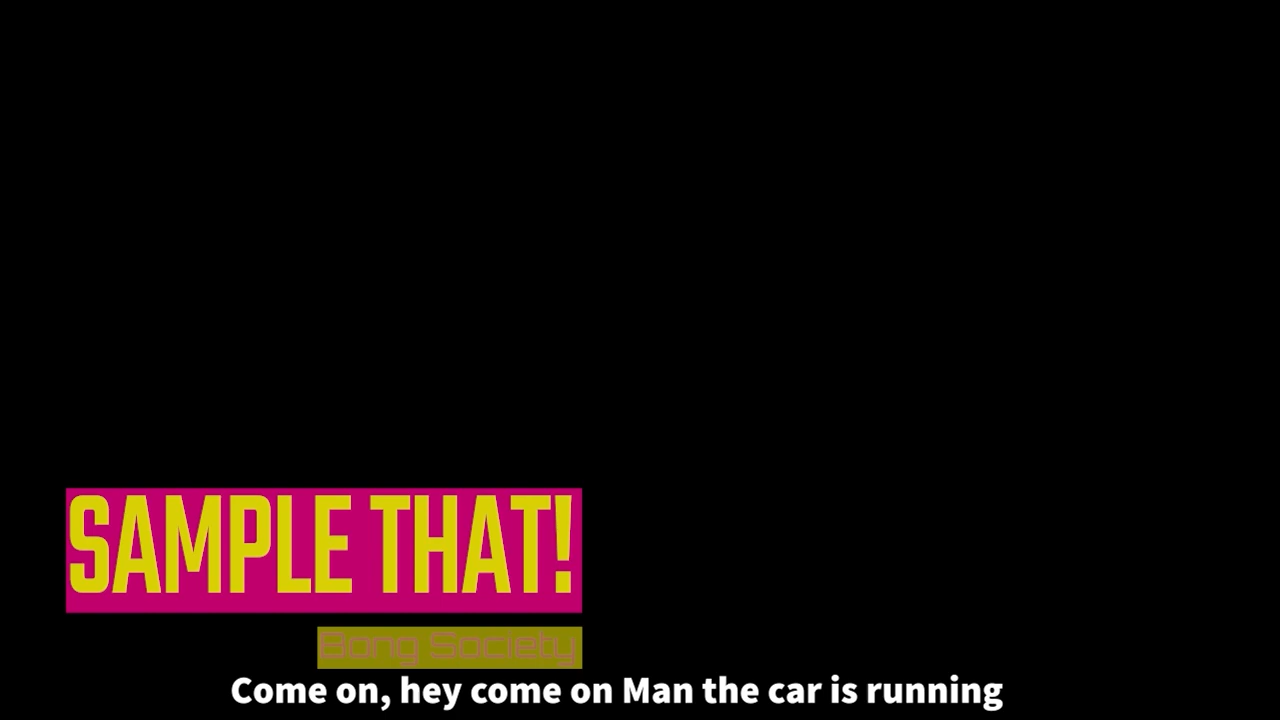 SAMPLE THAT!
Bong Society
Come on, hey come on Man the car is running